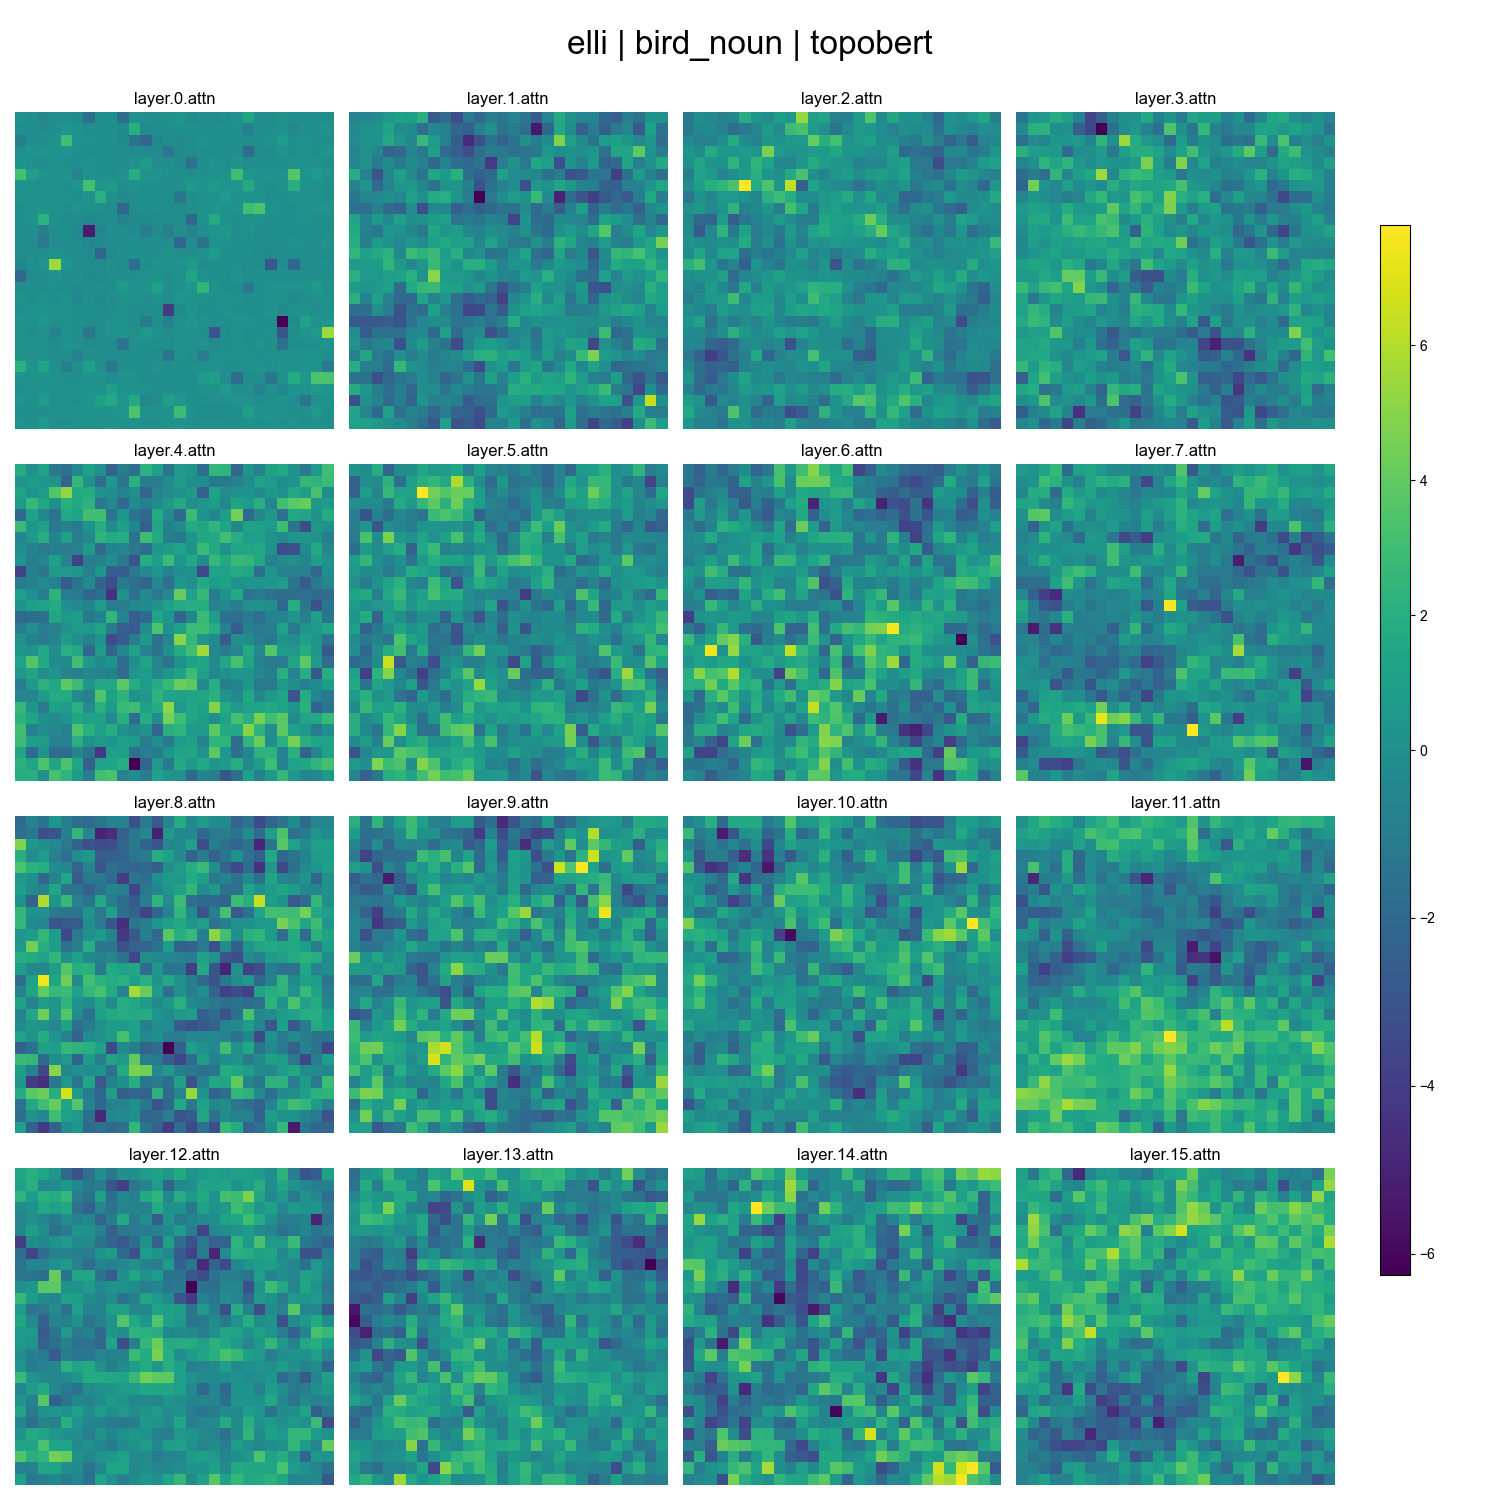 elli | bird_noun | topobert
layer.0.attn layer.1.attn layer.2.attn layer.3.attn
layer.4.attn layer.5.attn layer.6.attn layer.7.attn
layer.8.attn layer.9.attn layer.10.attn layer.11.attn
layer.12.attn layer.13.attn layer.14.attn layer.15.attn
6
4
2
0
−2
−4
−6